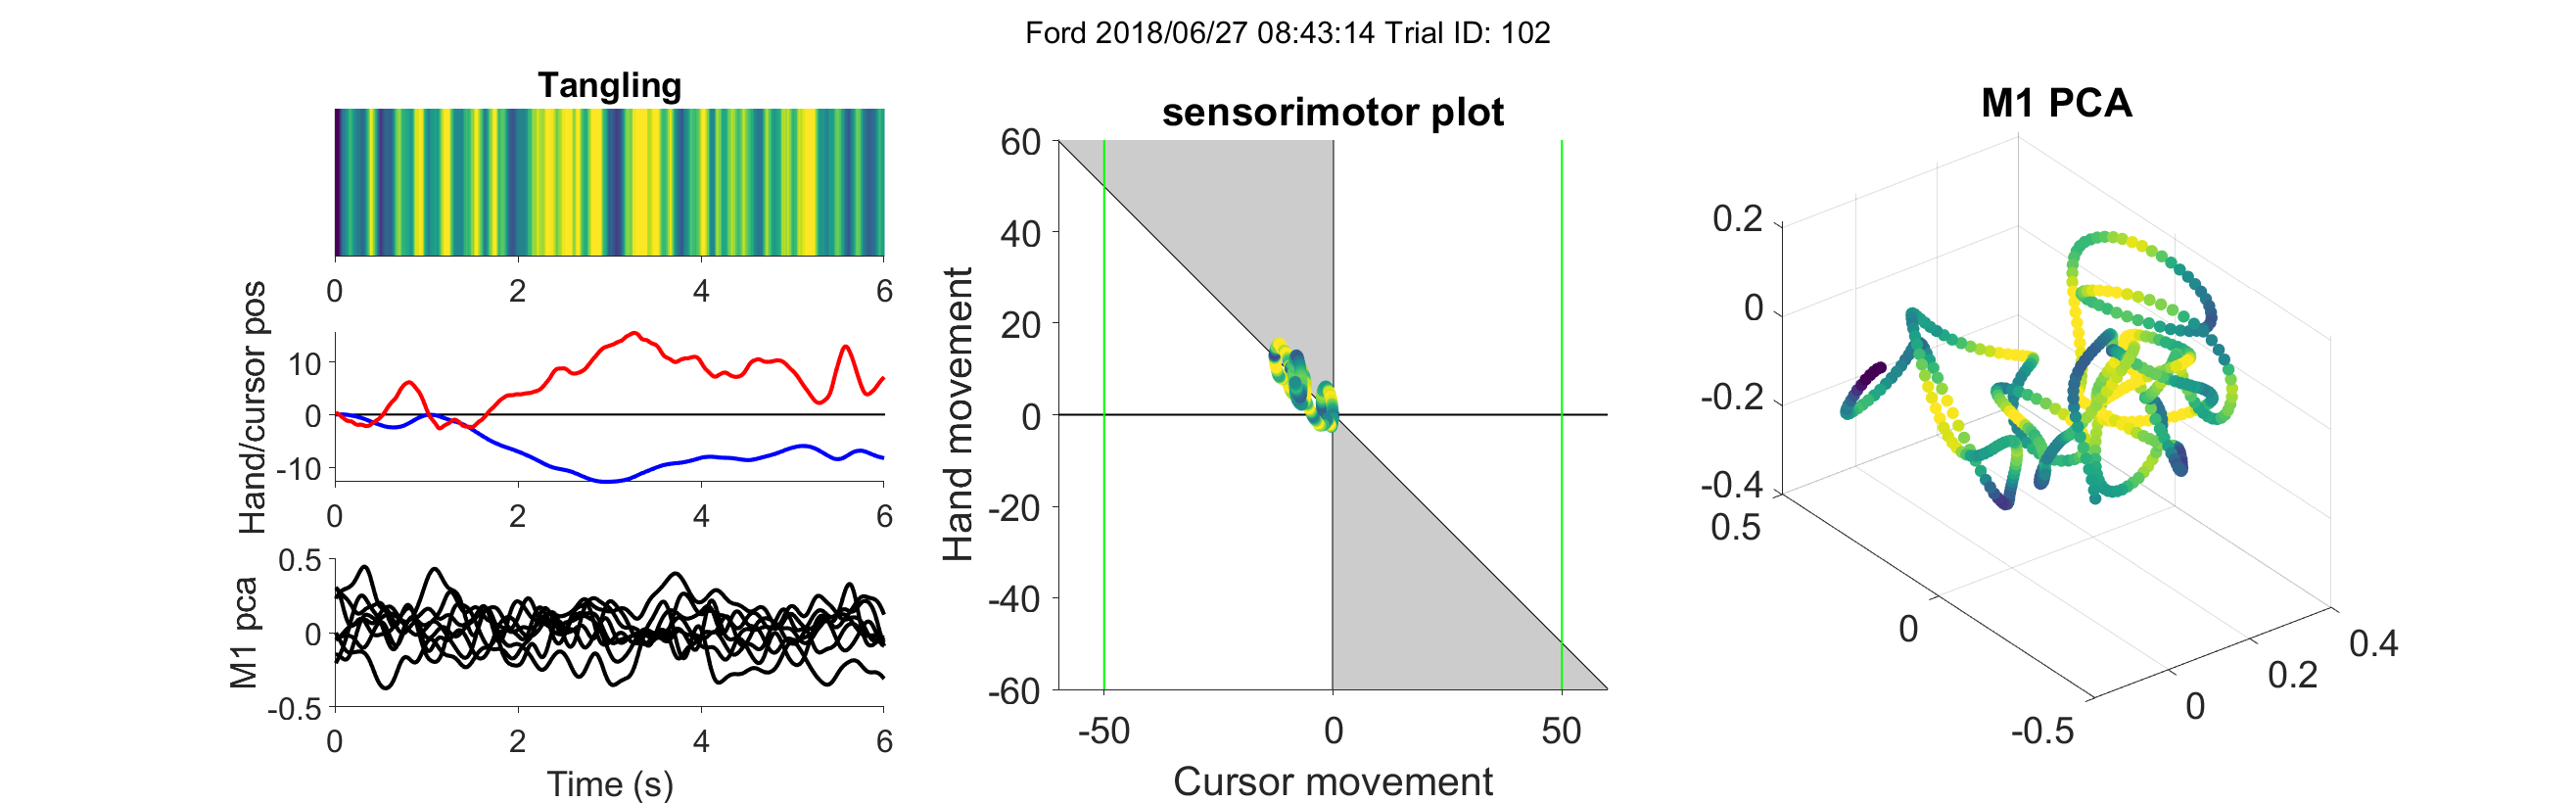 Ford 2018/06/27 08:43:14 Trial ID: 102
Tangling
0 2 4 6
Hand/cursor pos
10
0
-10
0 2 4 6
M1 pca
0.5
0
-0.5
0 2 4 6
Time (s)
sensorimotor plot
Hand movement
60
40
20
0
-20
-40
-60
-50 0 50
Cursor movement
M1 PCA
0.2
0
-0.2
-0.4
0.5
0
-0.5
0
0.2
0.4